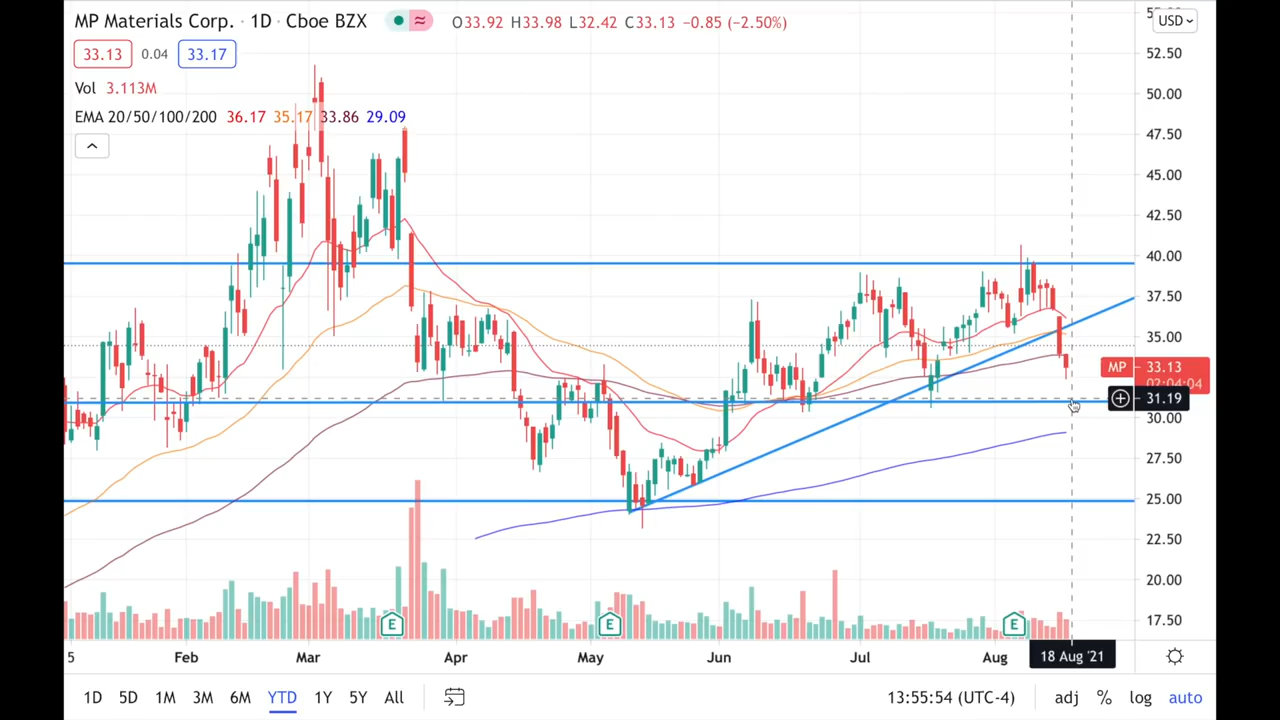 MP Materials Corp. · 1D · Cboe BZX ≈ O33.92 H33.98 L32.42 C33.13 −0.85 (−2.50%)
33.13 0.04 33.17
Vol 3.113M
EMA 20/50/100/200 36.17 35.17 33.86 29.09
USD
52.50
50.00
47.50
45.00
42.50
40.00
37.50
35.00
MP 33.13
02:04:04
31.19
30.00
27.50
25.00
22.50
20.00
17.50
E E E
5 Feb Mar Apr May Jun Jul Aug 18 Aug '21
1D 5D 1M 3M 6M YTD 1Y 5Y All 13:55:54 (UTC-4) adj % log auto